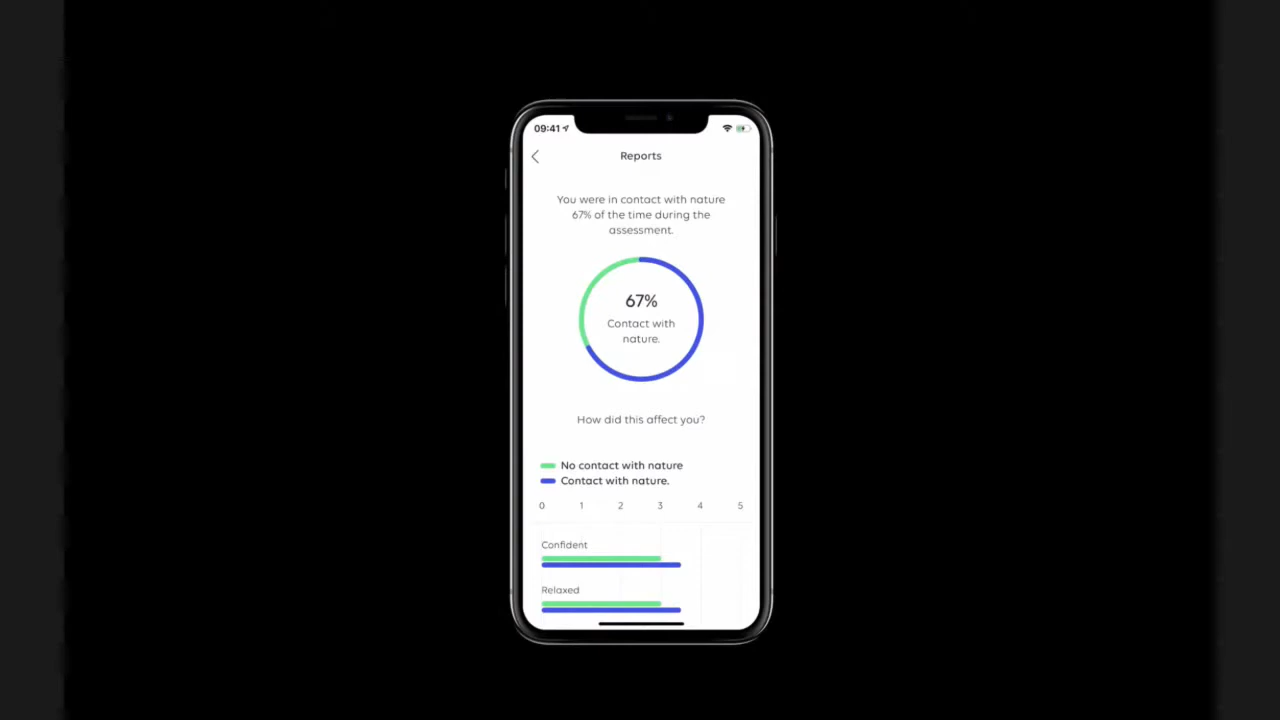 09:41
Reports
You were in contact with nature
67% of the time during the
assessment.
67%
Contact with
nature.
How did this affect you?
No contact with nature
Contact with nature.
0 1 2 3 4 5
Confident
Relaxed